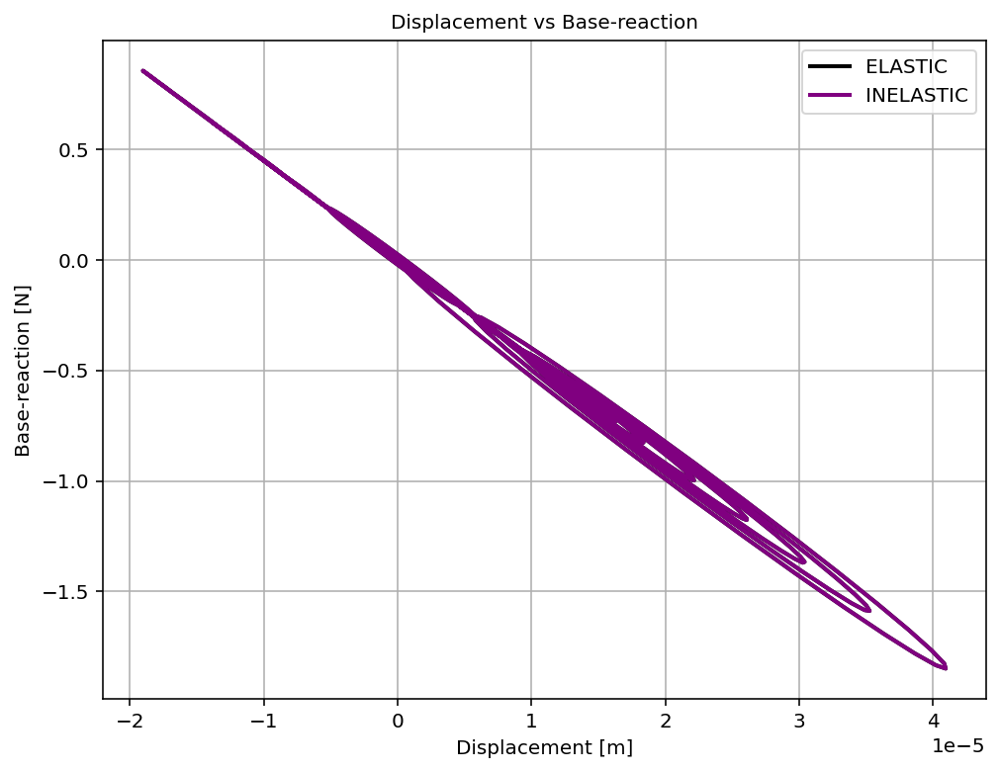 Displacement vs Base-reaction
ELASTIC
INELASTIC
Base-reaction [N]
0.5
0.0
−0.5
−1.0
−1.5
−2
−1
0
1
2
3
4
1e−5
Displacement [m]